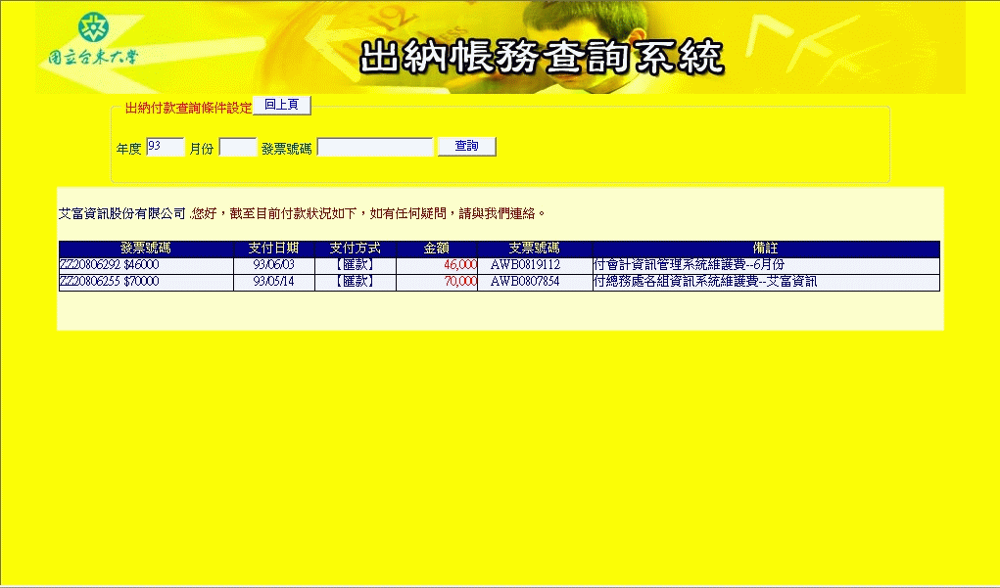 國立台東大學
出納帳務查詢系統
出納付款查詢條件設定 回上頁
年度 93 月份 發票號碼 查詢
艾富資訊股份有限公司 .您好，截至目前付款狀況如下，如有任何疑問，請與我們連絡。
發票號碼 支付日期 支付方式 金額 支票號碼 備註
ZZ20806292 $46000 93/06/03 【匯款】 46,000 AWB0819112 付會計資訊管理系統維護費--6月份
ZZ20806255 $70000 93/05/14 【匯款】 70,000 AWB0807854 付總務處各組資訊系統維護費--艾富資訊